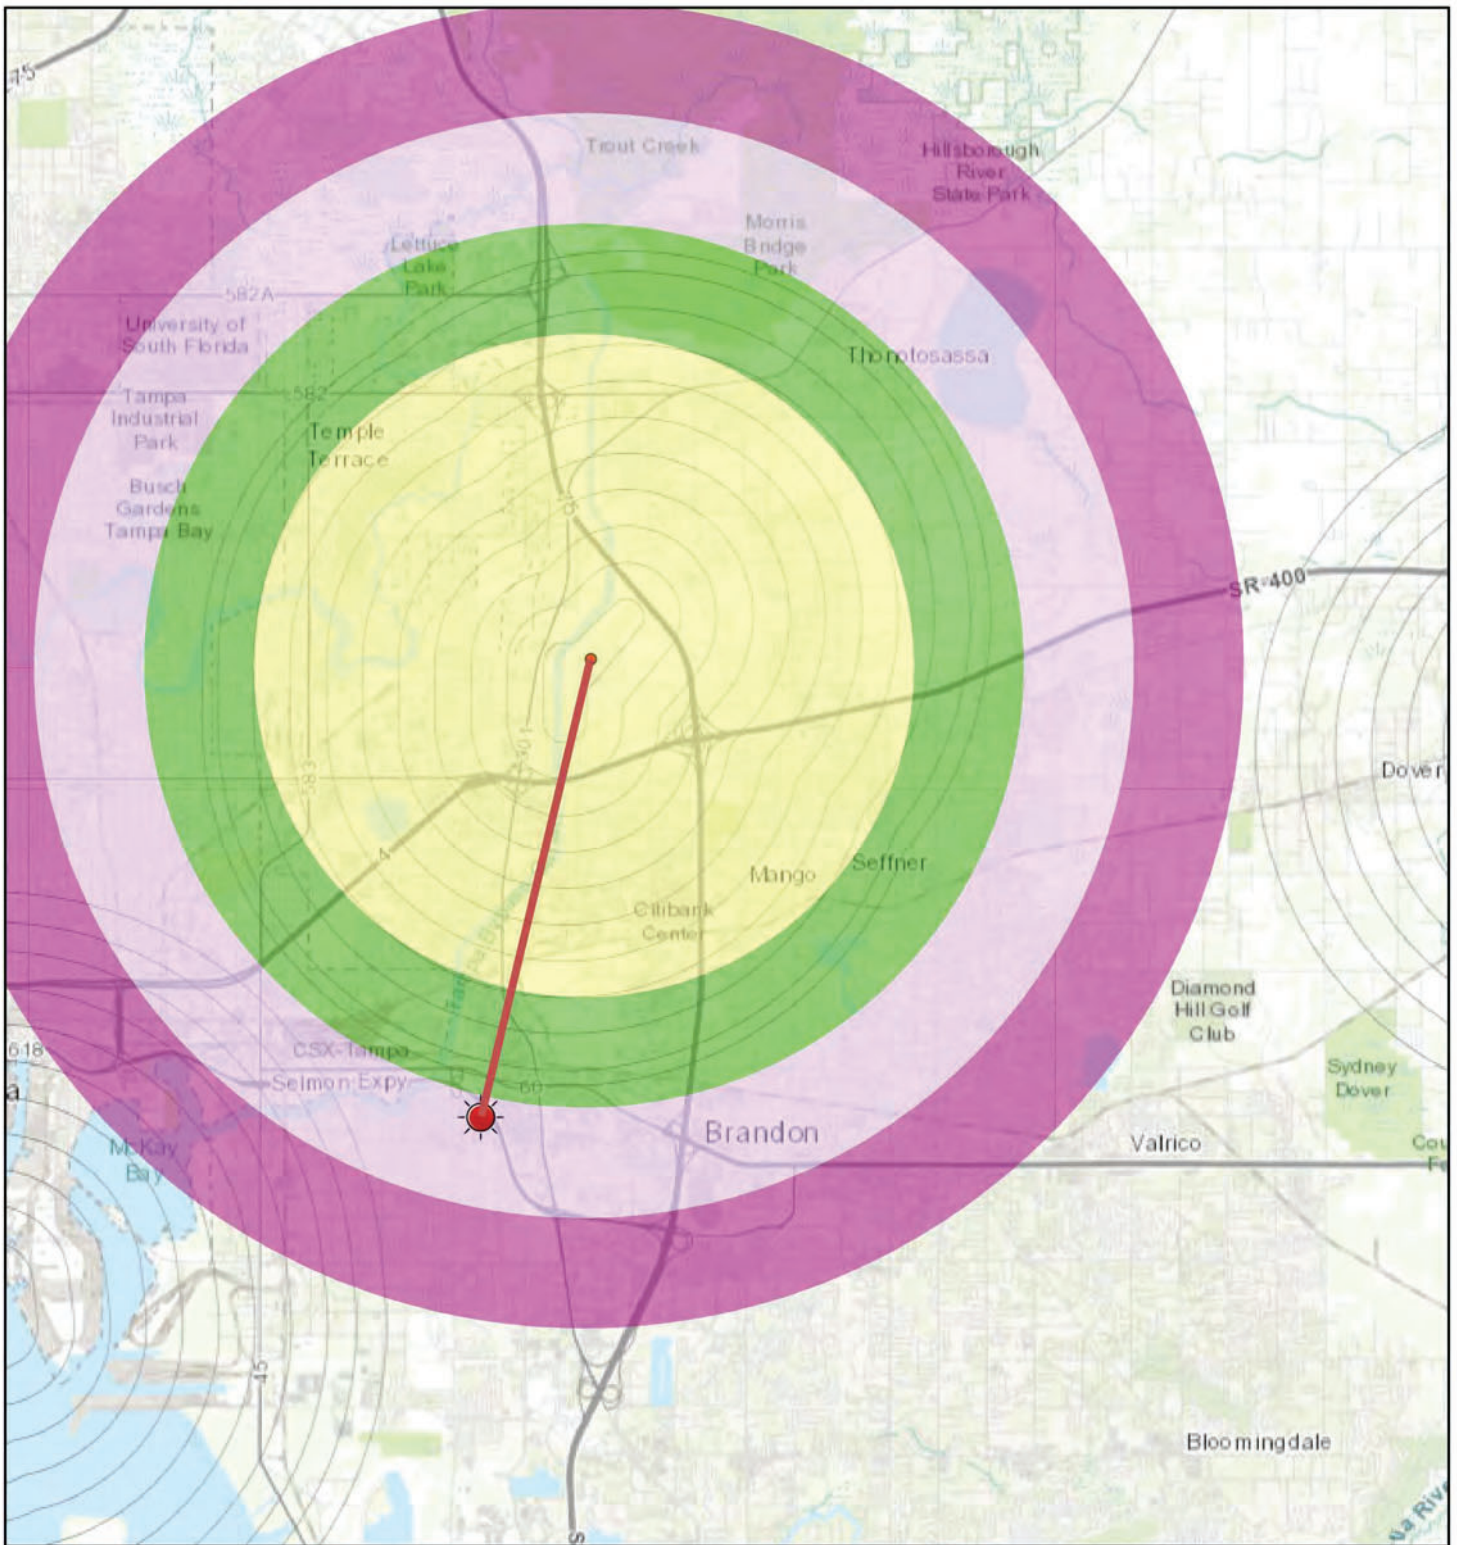 -75
Trout Creek
Hillsborough
River
State Park
Morris
Bridge
Park
Lettuce
Lake
Park
582A
University of
South Florida
Thonotosassa
Tampa
Industrial
Park
582
Temple
Terrace
Busch
Gardens
Tampa Bay
SR-400
583
Dover
4
Mango
Seffner
Citibank
Center
Diamond
Hill Golf
Club
618
CSX-Tampa
Selmon Expy
60
Sydney
Dover
a
Brandon
McKay
Bay
Valrico
Cou
45
Bloomingdale
S